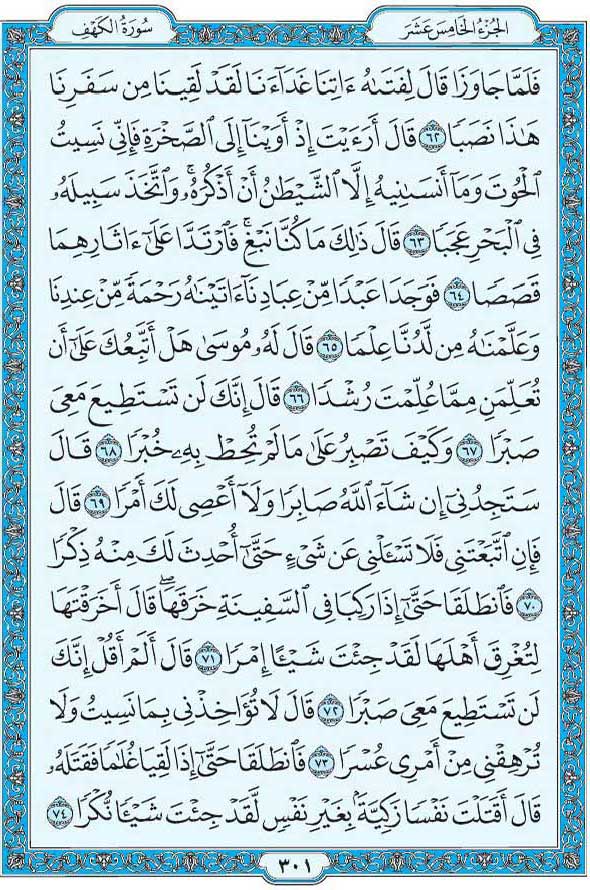 الجزء الخامس عشر
سورة الكهف
فَلَمَّا جَاوَزَا قَالَ لِفَتَىٰهُ ءَاتِنَا غَدَآءَنَا لَقَدْ لَقِينَا مِن سَفَرِنَا
هَٰذَا نَصَبًا ٦٢ قَالَ أَرَءَيْتَ إِذْ أَوَيْنَآ إِلَى ٱلصَّخْرَةِ فَإِنِّى نَسِيتُ
ٱلْحُوتَ وَمَآ أَنسَىٰنِيهُ إِلَّا ٱلشَّيْطَٰنُ أَنْ أَذْكُرَهُۥ ۚ وَٱتَّخَذَ سَبِيلَهُۥ
فِى ٱلْبَحْرِ عَجَبًا ٦٣ قَالَ ذَٰلِكَ مَا كُنَّا نَبْغِ ۚ فَٱرْتَدَّا عَلَىٰٓ ءَاثَارِهِمَا
قَصَصًا ٦٤ فَوَجَدَا عَبْدًا مِّنْ عِبَادِنَآ ءَاتَيْنَٰهُ رَحْمَةً مِّنْ عِندِنَا
وَعَلَّمْنَٰهُ مِن لَّدُنَّا عِلْمًا ٦٥ قَالَ لَهُۥ مُوسَىٰ هَلْ أَتَّبِعُكَ عَلَىٰٓ أَن
تُعَلِّمَنِ مِمَّا عُلِّمْتَ رُشْدًا ٦٦ قَالَ إِنَّكَ لَن تَسْتَطِيعَ مَعِىَ
صَبْرًا ٦٧ وَكَيْفَ تَصْبِرُ عَلَىٰ مَا لَمْ تُحِطْ بِهِۦ خُبْرًا ٦٨ قَالَ
سَتَجِدُنِىٓ إِن شَآءَ ٱللَّهُ صَابِرًا وَلَآ أَعْصِى لَكَ أَمْرًا ٦٩ قَالَ
فَإِنِ ٱتَّبَعْتَنِى فَلَا تَسْـَٔلْنِى عَن شَىْءٍ حَتَّىٰٓ أُحْدِثَ لَكَ مِنْهُ ذِكْرًا
٧٠ فَٱنطَلَقَا حَتَّىٰٓ إِذَا رَكِبَا فِى ٱلسَّفِينَةِ خَرَقَهَا ۖ قَالَ أَخَرَقْتَهَا
لِتُغْرِقَ أَهْلَهَا لَقَدْ جِئْتَ شَيْـًٔا إِمْرًا ٧١ قَالَ أَلَمْ أَقُلْ إِنَّكَ
لَن تَسْتَطِيعَ مَعِىَ صَبْرًا ٧٢ قَالَ لَا تُؤَاخِذْنِى بِمَا نَسِيتُ وَلَا
تُرْهِقْنِى مِنْ أَمْرِى عُسْرًا ٧٣ فَٱنطَلَقَا حَتَّىٰٓ إِذَا لَقِيَا غُلَٰمًا فَقَتَلَهُۥ
قَالَ أَقَتَلْتَ نَفْسًا زَكِيَّةًۢ بِغَيْرِ نَفْسٍ لَّقَدْ جِئْتَ شَيْـًٔا نُّكْرًا ٧٤
٣٠١